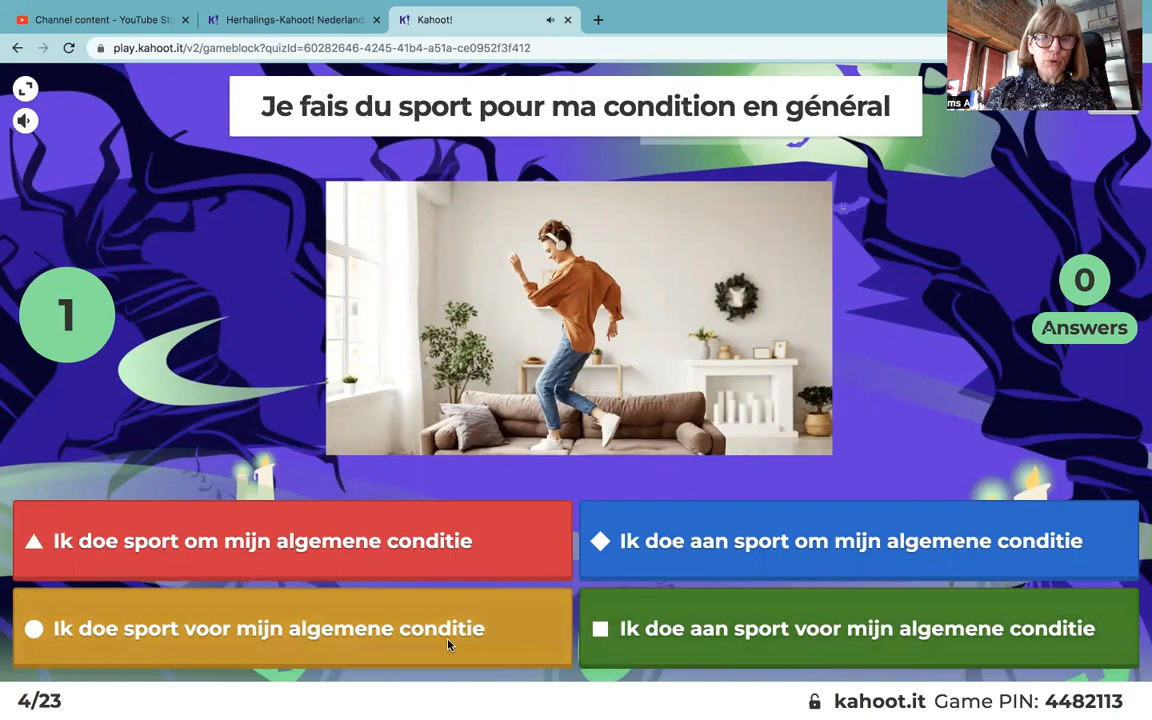 Channel content - YouTube St
Herhalings-Kahoot! Nederland
Kahoot!
play.kahoot.it/v2/gameblock?quizId=60282646-4245-41b4-a51a-ce0952f3f412
Je fais du sport pour ma condition en général
ms A
1
0
Answers
Ik doe sport om mijn algemene conditie
Ik doe aan sport om mijn algemene conditie
Ik doe sport voor mijn algemene conditie
Ik doe aan sport voor mijn algemene conditie
4/23
kahoot.it Game PIN: 4482113